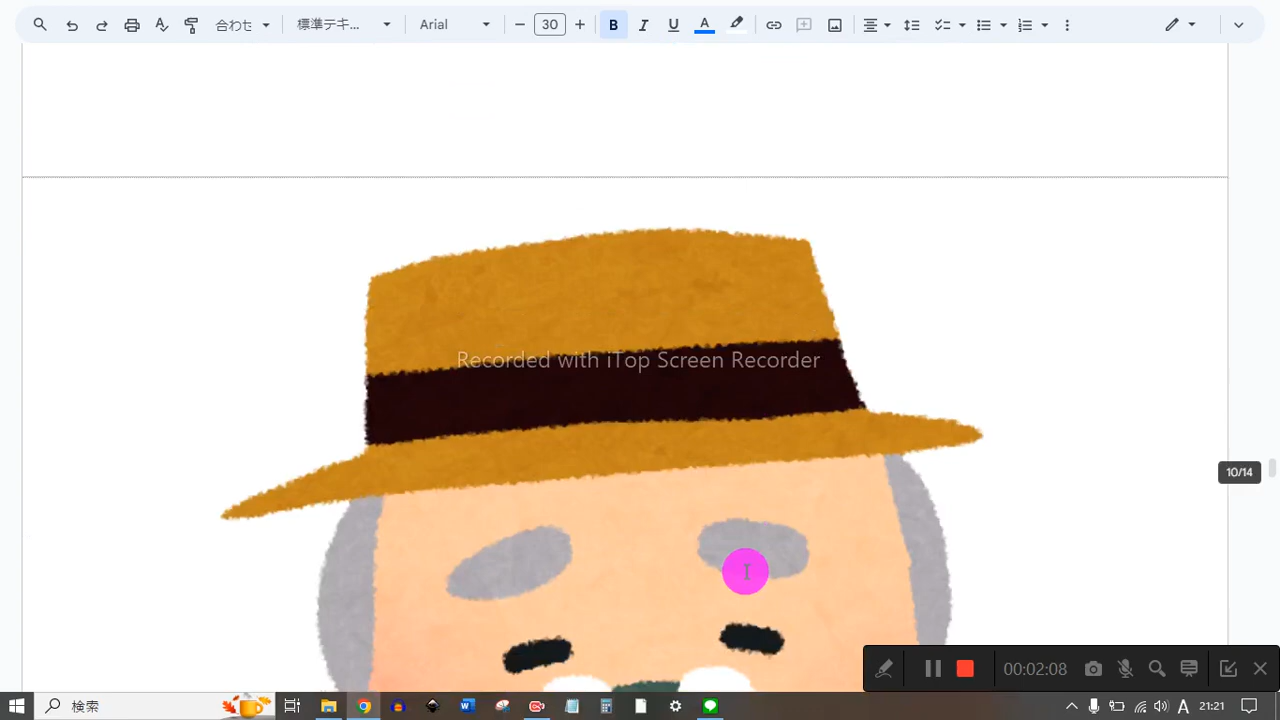 合わせ
標準テキ...
Arial
30
B
I
U
A
Recorded with iTop Screen Recorder
10/14
00:02:08
検索
W
A
21:21